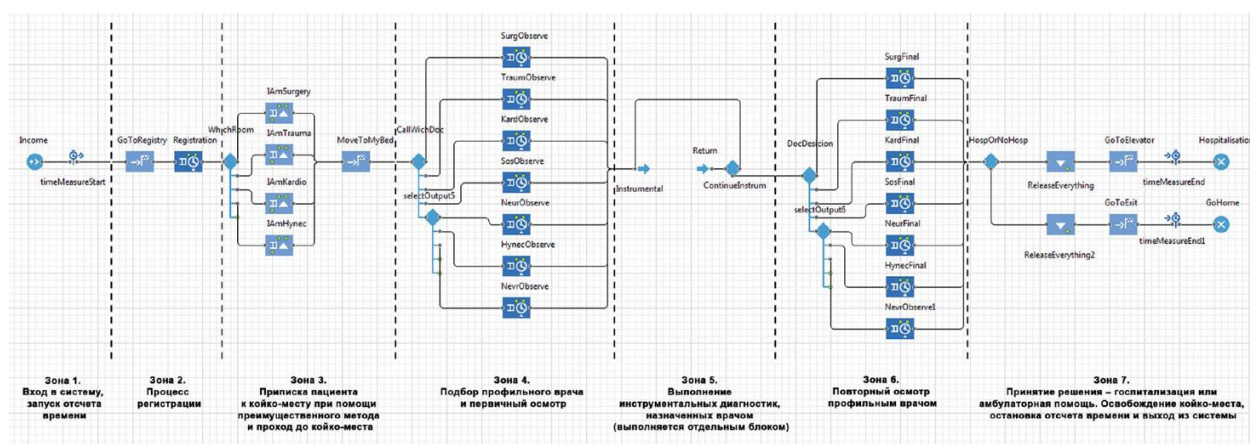 Income
timeMeasureStart
GoToRegistry
Registration
WhichRoom
IAmSurgery
IAmTrauma
IAmKardio
IAmHynec
MoveToMyBed
CallWichDoc
selectOutput5
SurgObserve
TraumObserve
KardObserve
SosObserve
NeurObserve
HynecObserve
NevrObserve
Instrumental
Return
ContinueInstrum
DocDesicion
selectOutput6
SurgFinal
TraumFinal
KardFinal
SosFinal
NeurFinal
HynecFinal
NevrObserve1
HospOrNoHosp
ReleaseEverything
GoToElevator
timeMeasureEnd
Hospitalisation
ReleaseEverything2
GoToExit
timeMeasureEnd1
GoHome
Зона 1.
Вход в систему,
запуск отсчета
времени
Зона 2.
Процесс
регистрации
Зона 3.
Приписка пациента
к койко-месту при помощи
преимущественного метода
и проход до койко-места
Зона 4.
Подбор профильного врача
и первичный осмотр
Зона 5.
Выполнение
инструментальных диагностик,
назначенных врачом
(выполняется отдельным блоком)
Зона 6.
Повторный осмотр
профильным врачом
Зона 7.
Принятие решения – госпитализация или
амбулаторная помощь. Освобождение койко-места,
остановка отсчета времени и выход из системы